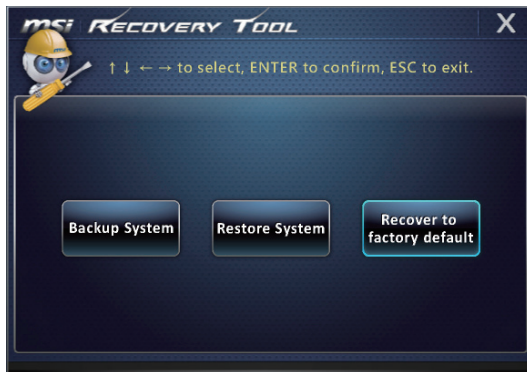 msi RECOVERY TOOL X
↑ ↓ ← → to select, ENTER to confirm, ESC to exit.
Backup System
Restore System
Recover to
factory default